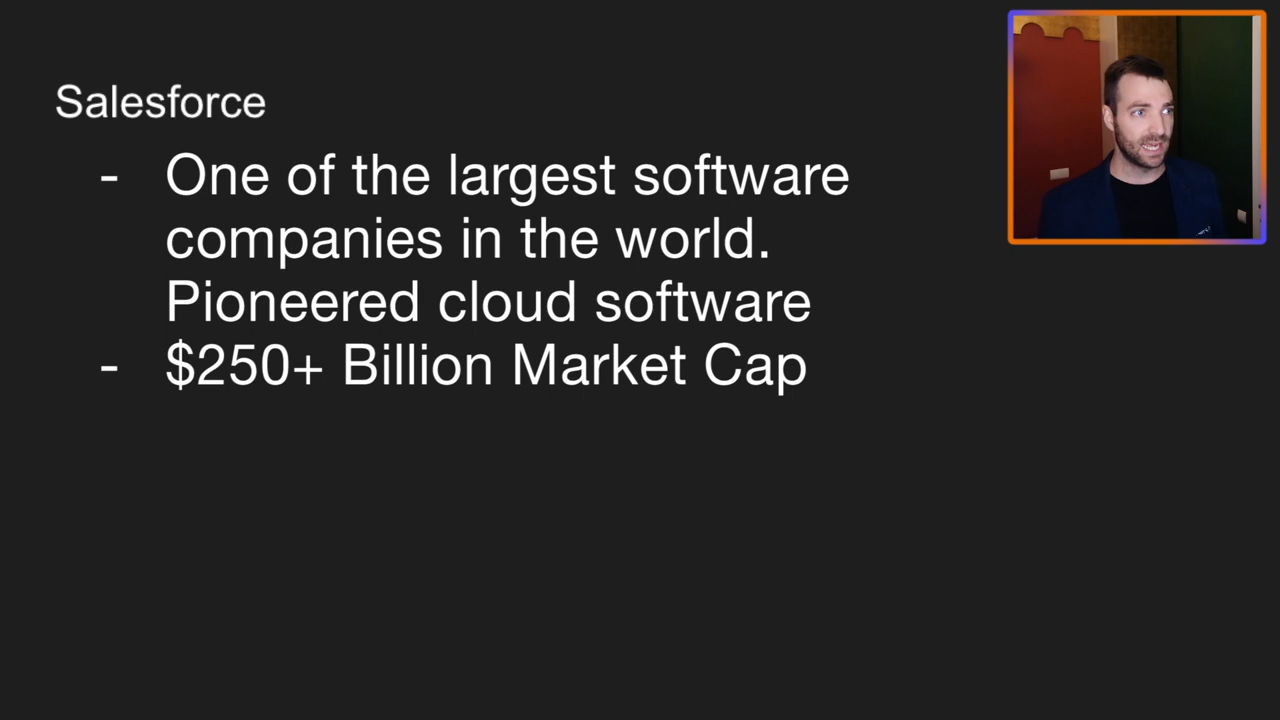 Salesforce
- One of the largest software
companies in the world.
Pioneered cloud software
- $250+ Billion Market Cap